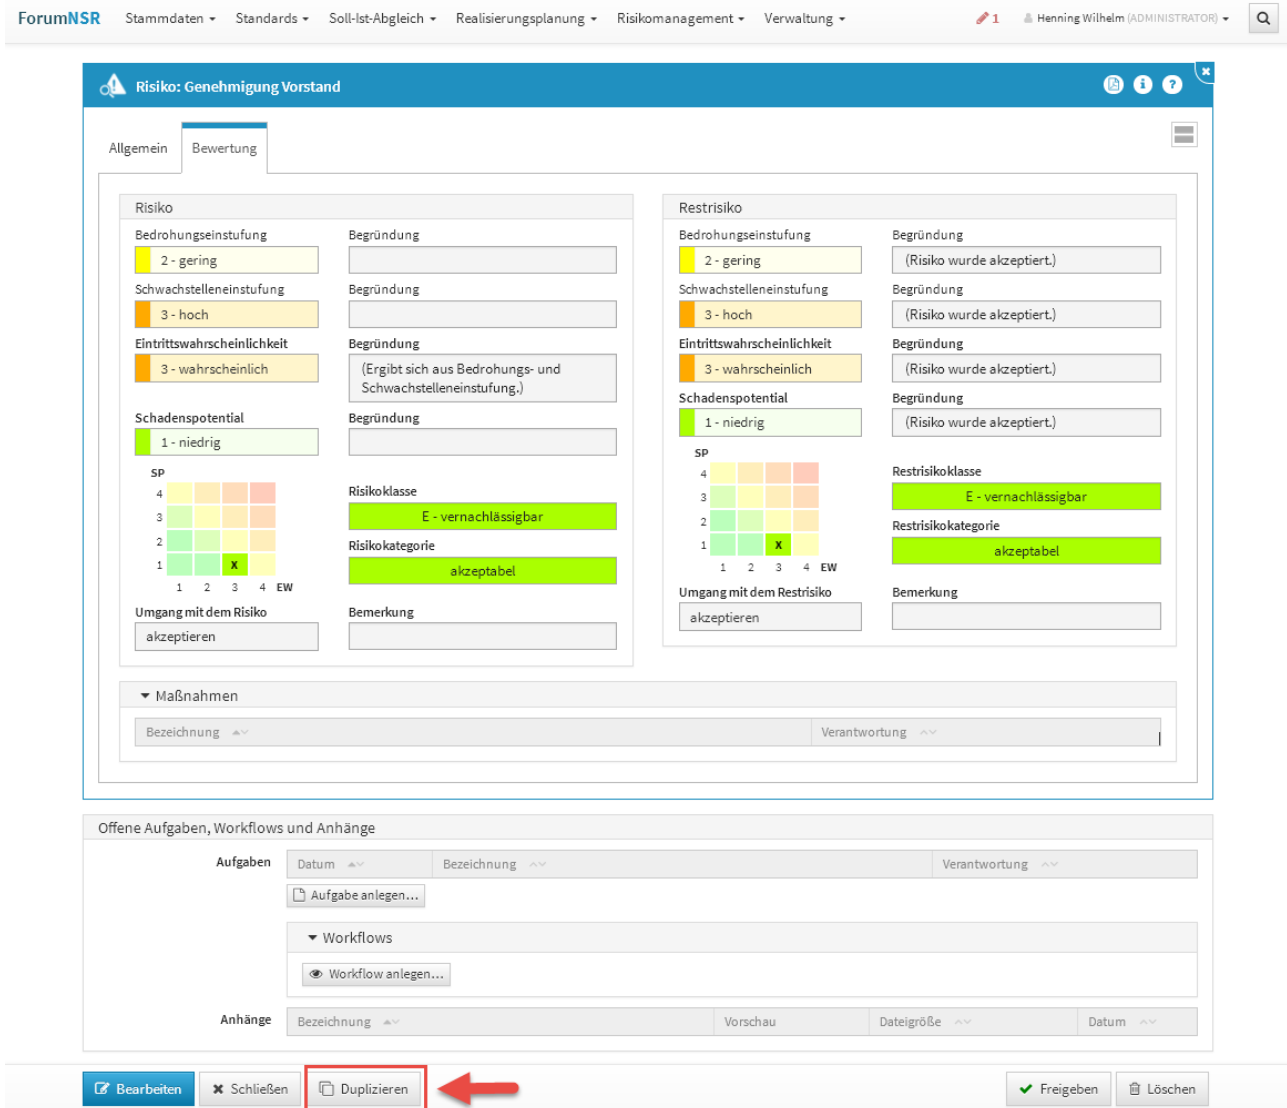 ForumNSR Stammdaten Standards Soll-Ist-Abgleich Realisierungsplanung Risikomanagement Verwaltung 1 Henning Wilhelm (ADMINISTRATOR)
Risiko: Genehmigung Vorstand
Allgemein Bewertung
Risiko
Bedrohungseinstufung Begründung
2 - gering
Schwachstelleneinstufung Begründung
3 - hoch
Eintrittswahrscheinlichkeit Begründung
3 - wahrscheinlich (Ergibt sich aus Bedrohungs- und
Schwachstelleneinstufung.)
Schadenspotential Begründung
1 - niedrig
SP
4
3
2
1 X
1 2 3 4 EW
Risikoklasse
E - vernachlässigbar
Risikokategorie
akzeptabel
Umgang mit dem Risiko Bemerkung
akzeptieren
Restrisiko
Bedrohungseinstufung Begründung
2 - gering (Risiko wurde akzeptiert.)
Schwachstelleneinstufung Begründung
3 - hoch (Risiko wurde akzeptiert.)
Eintrittswahrscheinlichkeit Begründung
3 - wahrscheinlich (Risiko wurde akzeptiert.)
Schadenspotential Begründung
1 - niedrig (Risiko wurde akzeptiert.)
SP
4
3
2
1 X
1 2 3 4 EW
Restrisikoklasse
E - vernachlässigbar
Restrisikokategorie
akzeptabel
Umgang mit dem Restrisiko Bemerkung
akzeptieren
Maßnahmen
Bezeichnung Verantwortung
Offene Aufgaben, Workflows und Anhänge
Aufgaben Datum Bezeichnung Verantwortung
Aufgabe anlegen...
Workflows
Workflow anlegen...
Anhänge Bezeichnung Vorschau Dateigröße Datum
Bearbeiten Schließen Duplizieren Freigeben Löschen